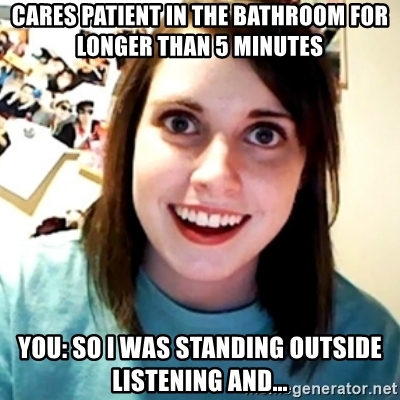 CARES PATIENT IN THE BATHROOM FOR
LONGER THAN 5 MINUTES
YOU: SO I WAS STANDING OUTSIDE
LISTENING AND...
generator.net